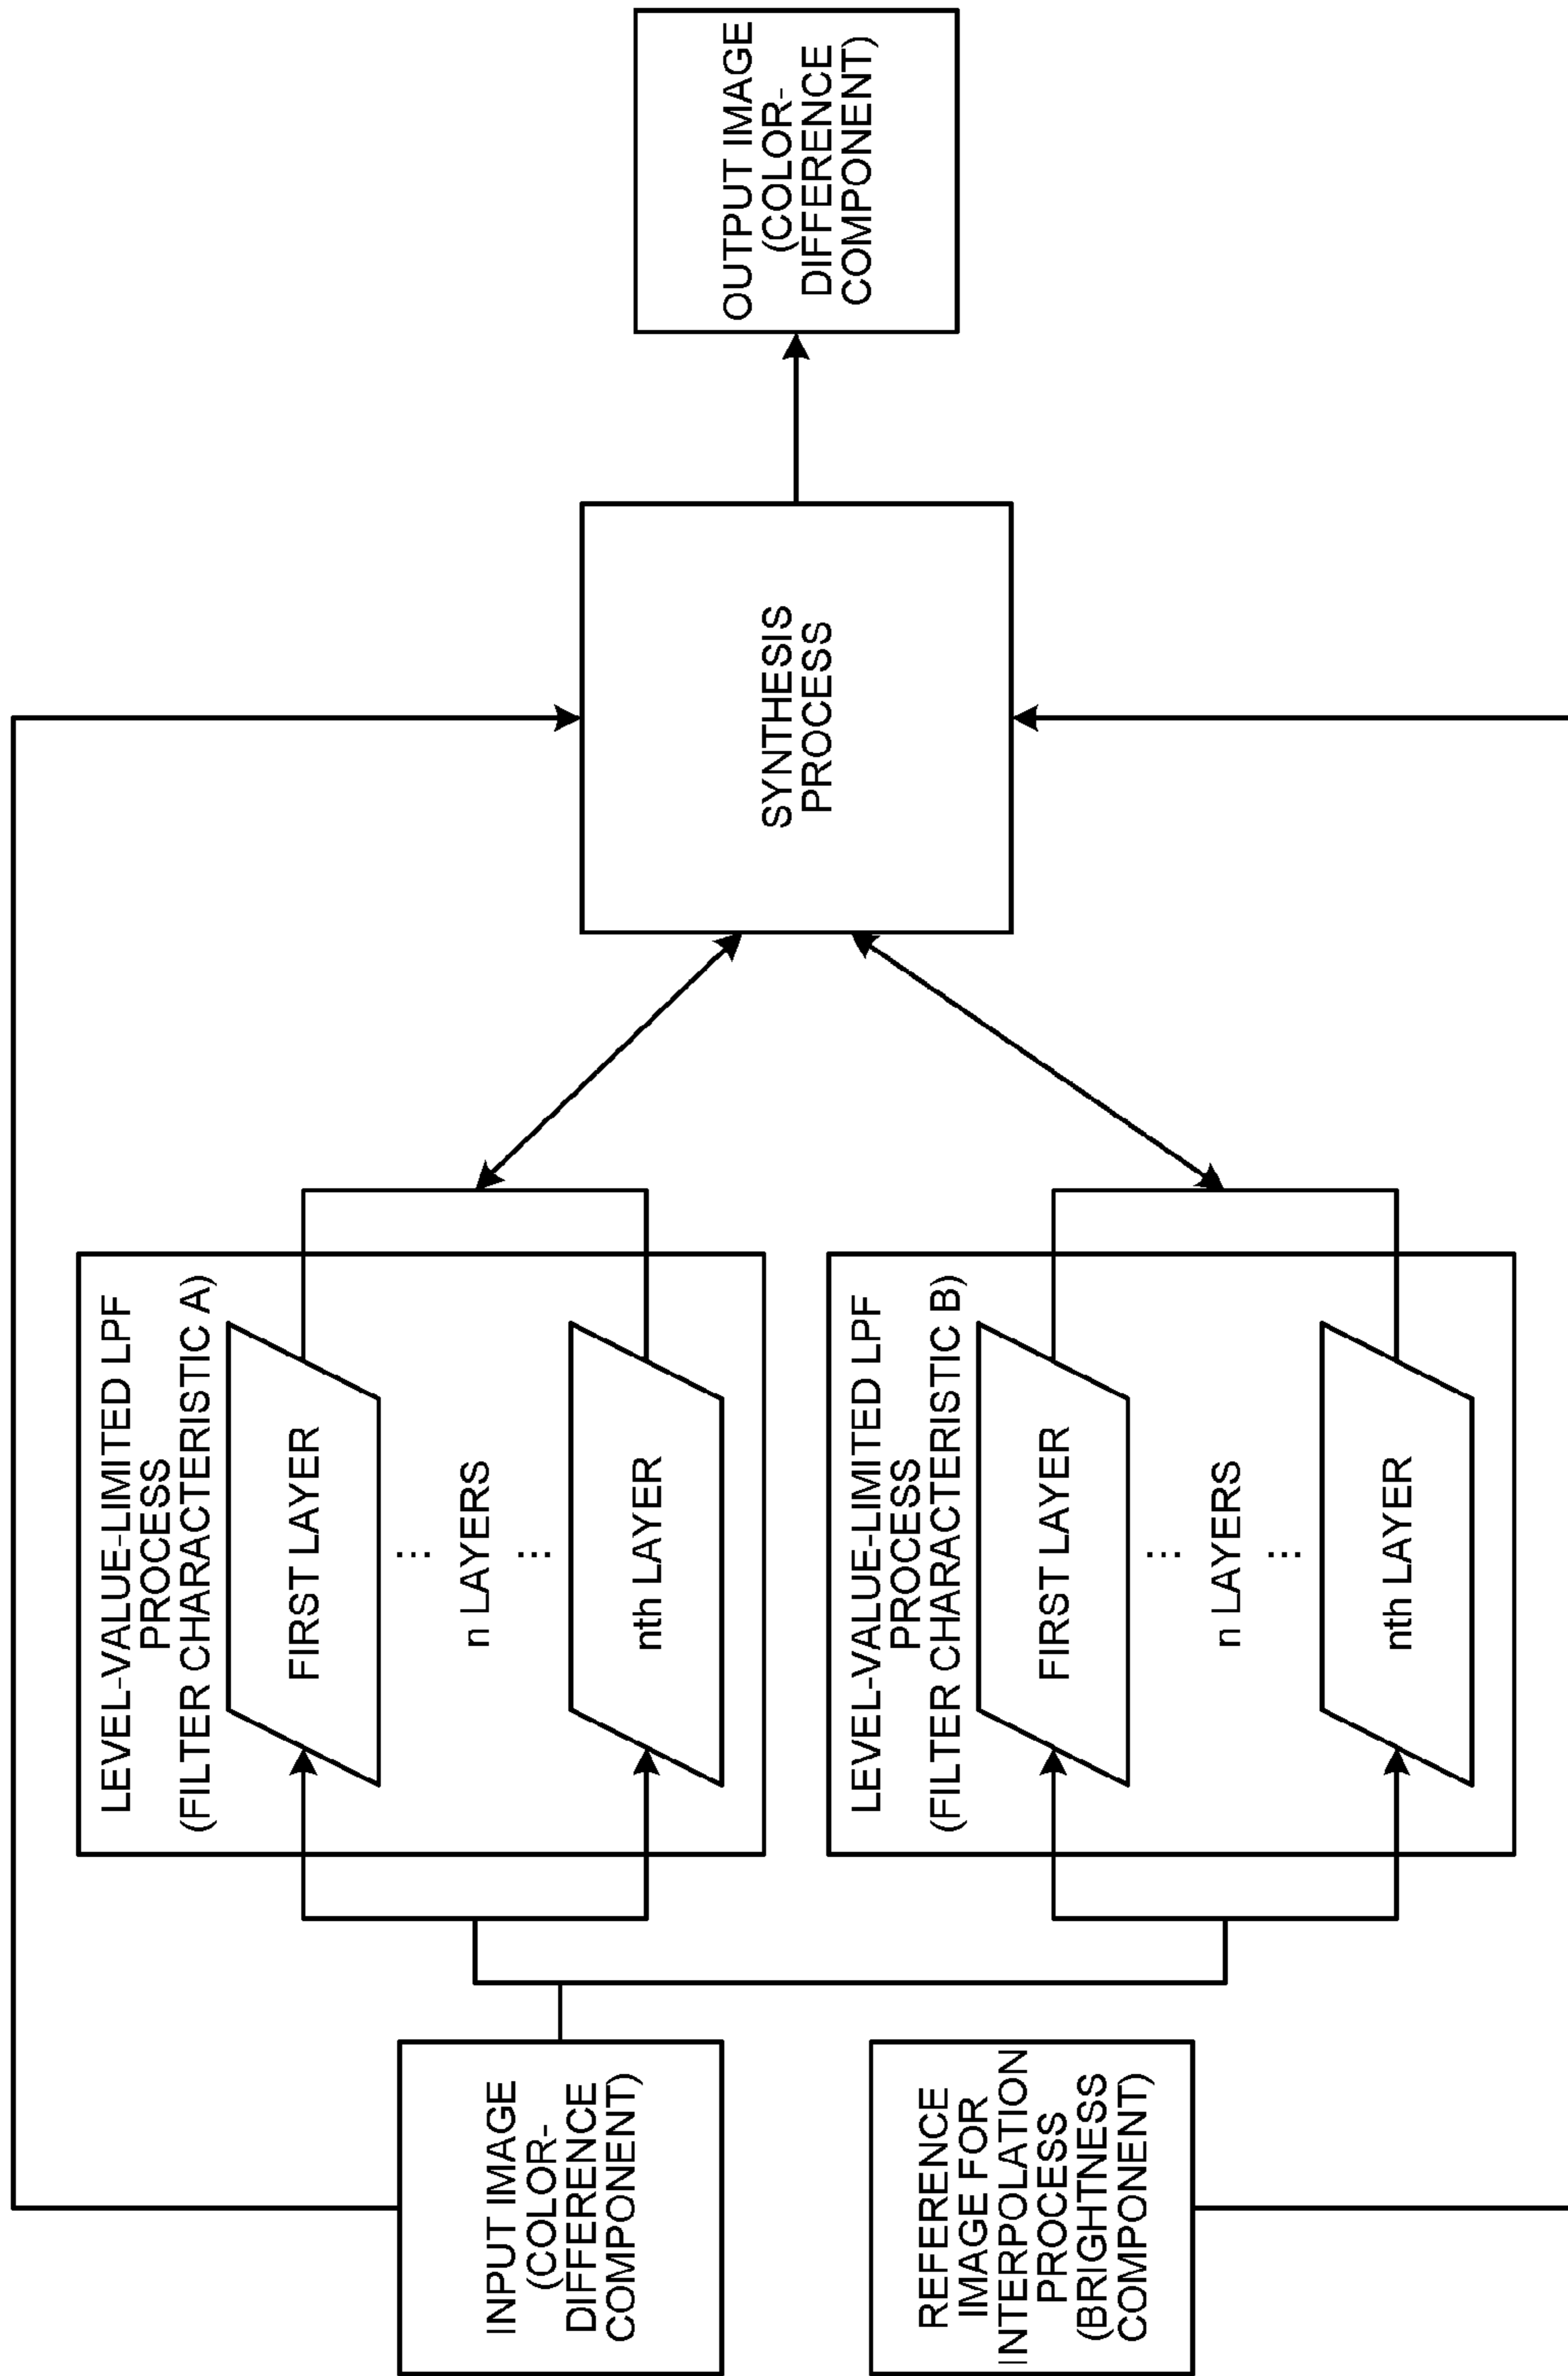 INPUT IMAGE
(COLOR-
DIFFERENCE
COMPONENT)
REFERENCE
IMAGE FOR
INTERPOLATION
PROCESS
(BRIGHTNESS
COMPONENT)
LEVEL-VALUE-LIMITED LPF
PROCESS
(FILTER CHARACTERISTIC A)
FIRST LAYER
...
n LAYERS
...
nth LAYER
LEVEL-VALUE-LIMITED LPF
PROCESS
(FILTER CHARACTERISTIC B)
FIRST LAYER
...
n LAYERS
...
nth LAYER
SYNTHESIS
PROCESS
OUTPUT IMAGE
(COLOR-
DIFFERENCE
COMPONENT)